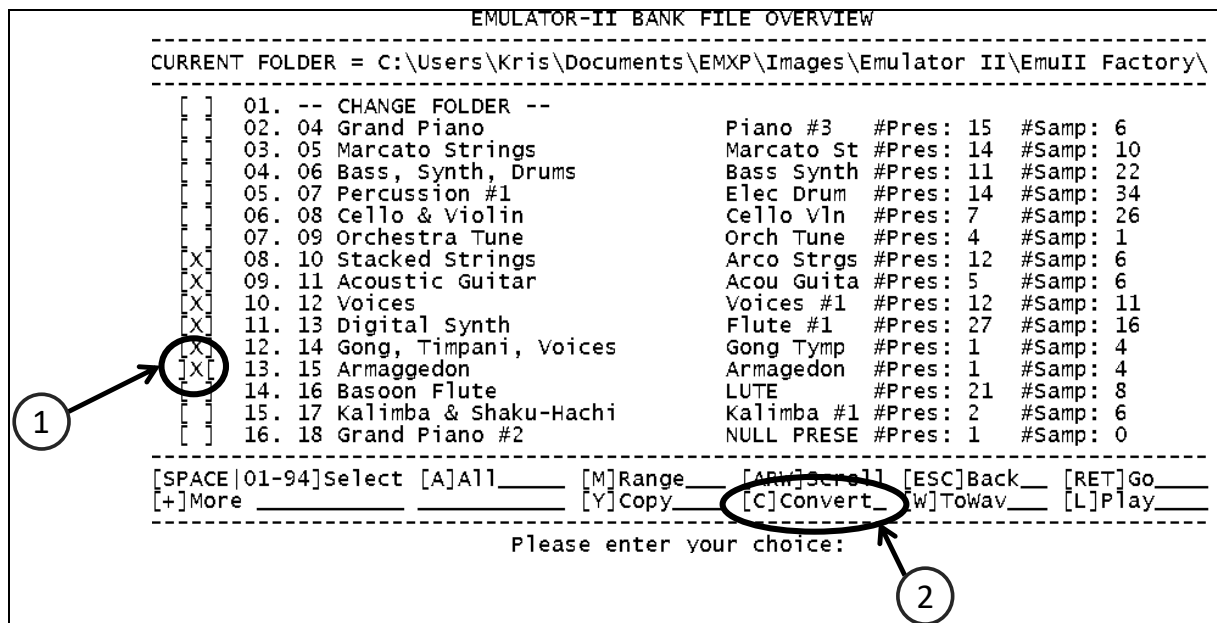 EMULATOR-II BANK FILE OVERVIEW
CURRENT FOLDER = C:\Users\Kris\Documents\EMXP\Images\Emulator II\EmuII Factory\
[ ] 01. -- CHANGE FOLDER --
[ ] 02. 04 Grand Piano Piano #3 #Pres: 15 #Samp: 6
[ ] 03. 05 Marcato Strings Marcato St #Pres: 14 #Samp: 10
[ ] 04. 06 Bass, Synth, Drums Bass Synth #Pres: 11 #Samp: 22
[ ] 05. 07 Percussion #1 Elec Drum #Pres: 14 #Samp: 34
[ ] 06. 08 Cello & Violin Cello Vln #Pres: 7 #Samp: 26
[ ] 07. 09 Orchestra Tune Orch Tune #Pres: 4 #Samp: 1
[X] 08. 10 Stacked Strings Arco Strgs #Pres: 12 #Samp: 6
[X] 09. 11 Acoustic Guitar Acou Guita #Pres: 5 #Samp: 6
[X] 10. 12 Voices Voices #1 #Pres: 12 #Samp: 11
[X] 11. 13 Digital Synth Flute #1 #Pres: 27 #Samp: 16
[X] 12. 14 Gong, Timpani, Voices Gong Tymp #Pres: 1 #Samp: 4
]X[ 13. 15 Armaggedon Armagedon #Pres: 1 #Samp: 4
[ ] 14. 16 Basoon Flute LUTE #Pres: 21 #Samp: 8
[ ] 15. 17 Kalimba & Shaku-Hachi Kalimba #1 #Pres: 2 #Samp: 6
[ ] 16. 18 Grand Piano #2 NULL PRESE #Pres: 1 #Samp: 0
1
[SPACE|01-94]Select [A]All_____ [M]Range___ [ARW]Scroll [ESC]Back__ [RET]Go____
[+]More ____________ ___________ [Y]Copy____ [C]Convert_ [W]ToWav___ [L]Play____
Please enter your choice:
2